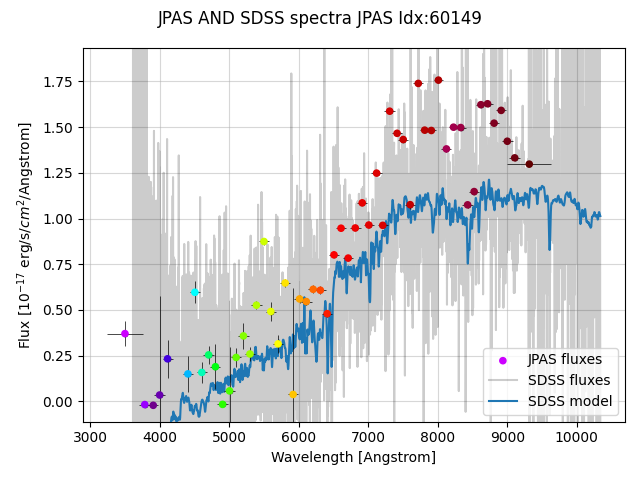 JPAS AND SDSS spectra JPAS Idx:60149
Flux [10^-17 erg/s/cm^2/Angstrom]
1.75
1.50
1.25
1.00
0.75
0.50
0.25
0.00
JPAS fluxes
SDSS fluxes
SDSS model
3000 4000 5000 6000 7000 8000 9000 10000
Wavelength [Angstrom]